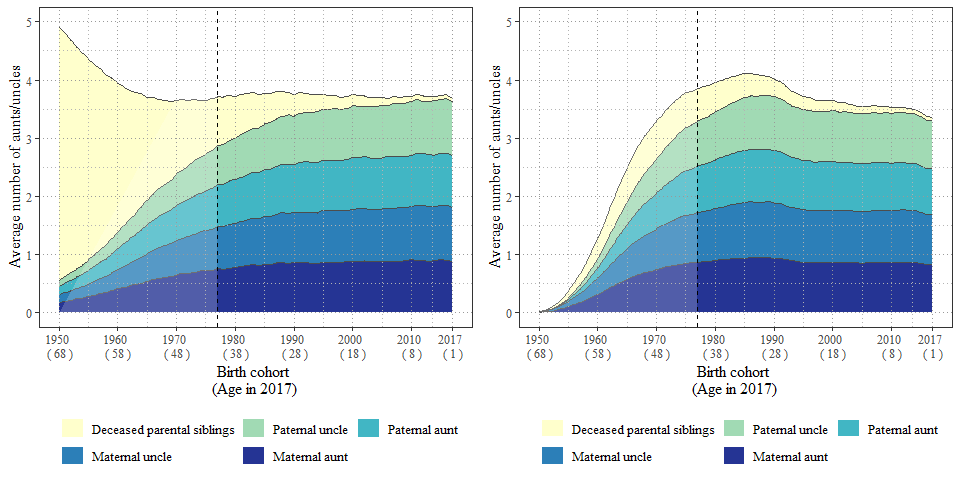 Average number of aunts/uncles
5
4
3
2
1
0
1950 1960 1970 1980 1990 2000 2010 2017
( 68 ) ( 58 ) ( 48 ) ( 38 ) ( 28 ) ( 18 ) ( 8 ) ( 1 )
Birth cohort
(Age in 2017)
Deceased parental siblings Paternal uncle Paternal aunt
Maternal uncle Maternal aunt
Average number of aunts/uncles
5
4
3
2
1
0
1950 1960 1970 1980 1990 2000 2010 2017
( 68 ) ( 58 ) ( 48 ) ( 38 ) ( 28 ) ( 18 ) ( 8 ) ( 1 )
Birth cohort
(Age in 2017)
Deceased parental siblings Paternal uncle Paternal aunt
Maternal uncle Maternal aunt